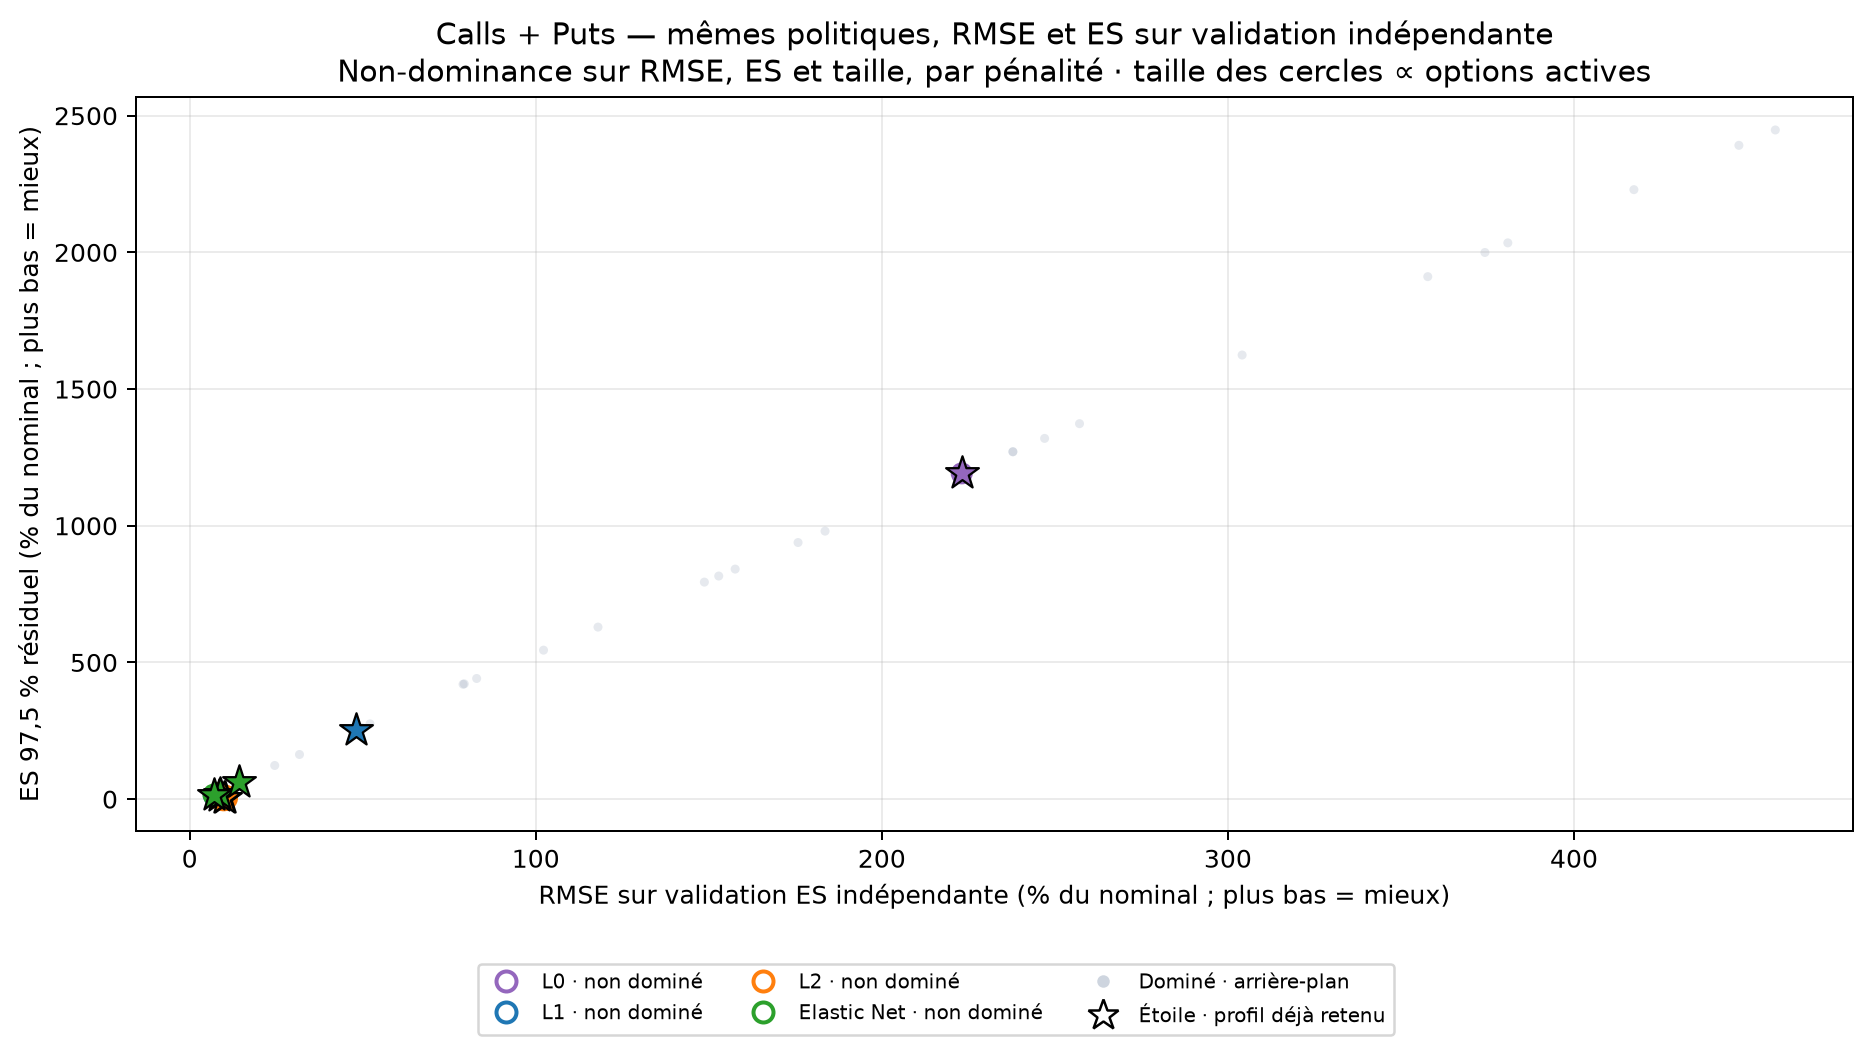 Calls + Puts — mêmes politiques, RMSE et ES sur validation indépendante
Non-dominance sur RMSE, ES et taille, par pénalité · taille des cercles ∝ options actives
ES 97,5 % résiduel (% du nominal ; plus bas = mieux)
2500
2000
1500
1000
500
0
0
100
200
300
400
RMSE sur validation ES indépendante (% du nominal ; plus bas = mieux)
L0 · non dominé
L1 · non dominé
L2 · non dominé
Elastic Net · non dominé
Dominé · arrière-plan
Étoile · profil déjà retenu